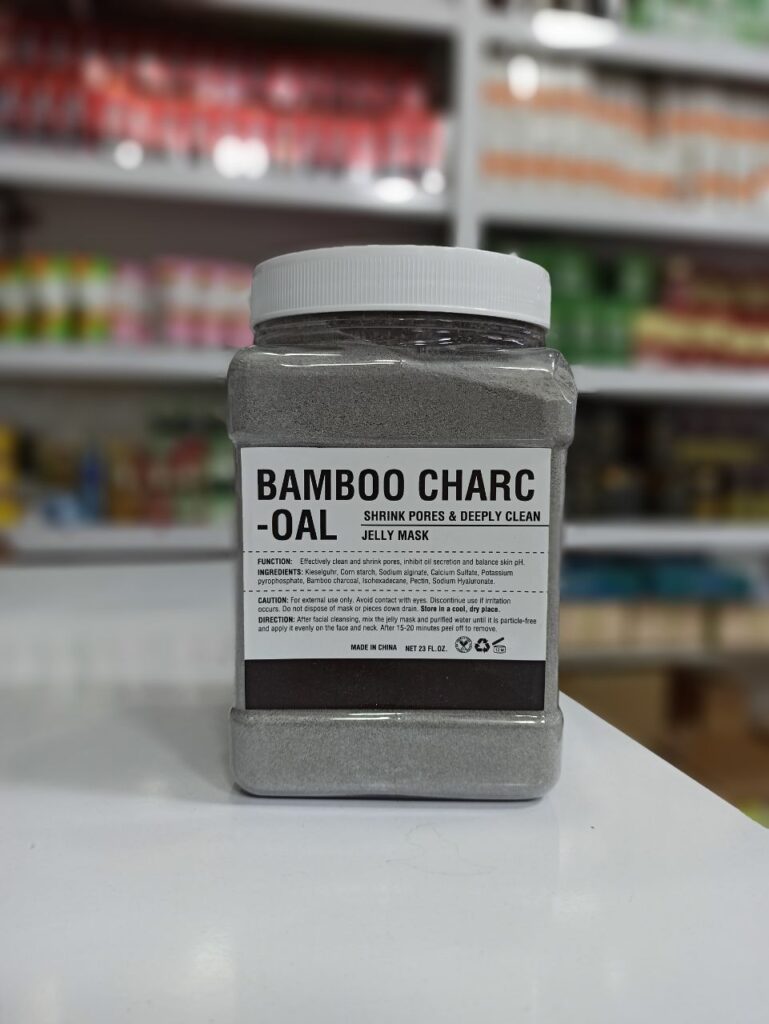 BAMBOO CHARC
-OAL
SHRINK PORES & DEEPLY CLEAN
JELLY MASK
FUNCTION: Effectively clean and shrink pores, inhibit oil secretion and balance skin pH.
INGREDIENTS: Kieselguhr, Corn starch, Sodium alginate, Calcium Sulfate, Potassium
pyrophosphate, Bamboo charcoal, Isohexadecane, Pectin, Sodium Hyaluronate.
CAUTION: For external use only. Avoid contact with eyes. Discontinue use if irritation
occurs. Do not dispose of mask or pieces down drain. Store in a cool, dry place.
DIRECTION: After facial cleansing, mix the jelly mask and purified water until it is particle-free
and apply it evenly on the face and neck. After 15-20 minutes peel off to remove.
MADE IN CHINA NET 23 FL.OZ.